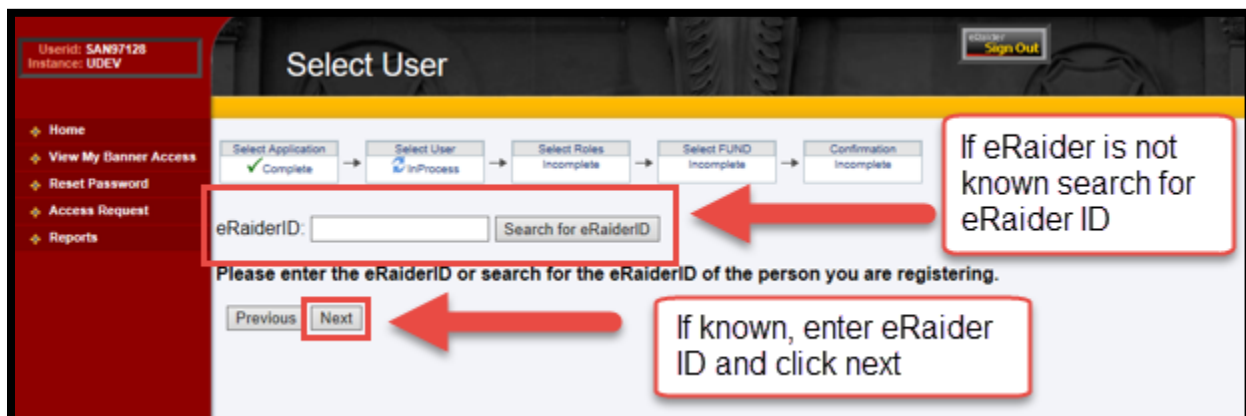 Userid: SAN97128
Instance: UDEV
Select User
eRaider
Sign Out
Home
View My Banner Access
Reset Password
Access Request
Reports
Select Application
Complete
Select User
InProcess
Select Roles
Incomplete
Select FUND
Incomplete
Confirmation
Incomplete
If eRaider is not
known search for
eRaider ID
eRaiderID:
Search for eRaiderID
Please enter the eRaiderID or search for the eRaiderID of the person you are registering.
Previous
Next
If known, enter eRaider
ID and click next